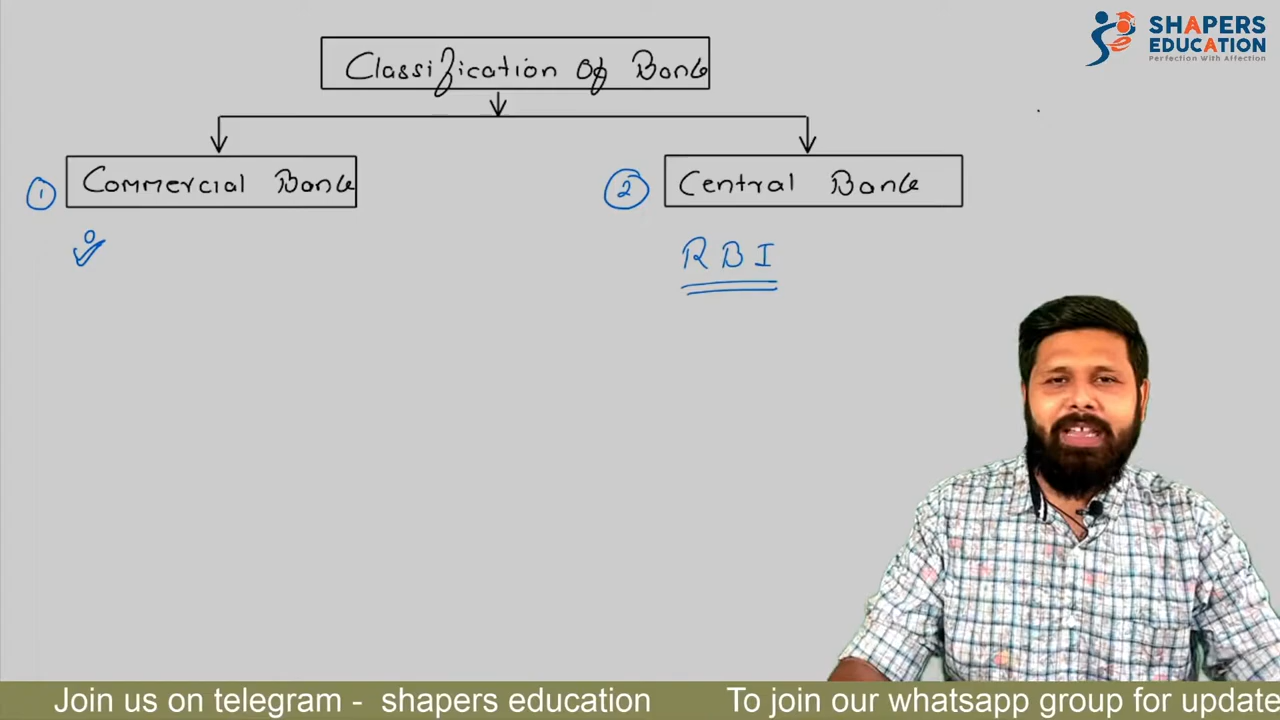 SHAPERS
EDUCATION
Perfection With Affection
Classification Of Bank
1 Commercial Bank
2 Central Bank
RBI
Join us on telegram - shapers education To join our whatsapp group for update